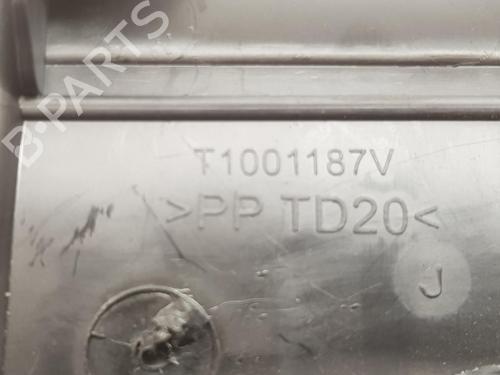 B-PARTS
T1001187V
>PP TD20<
J